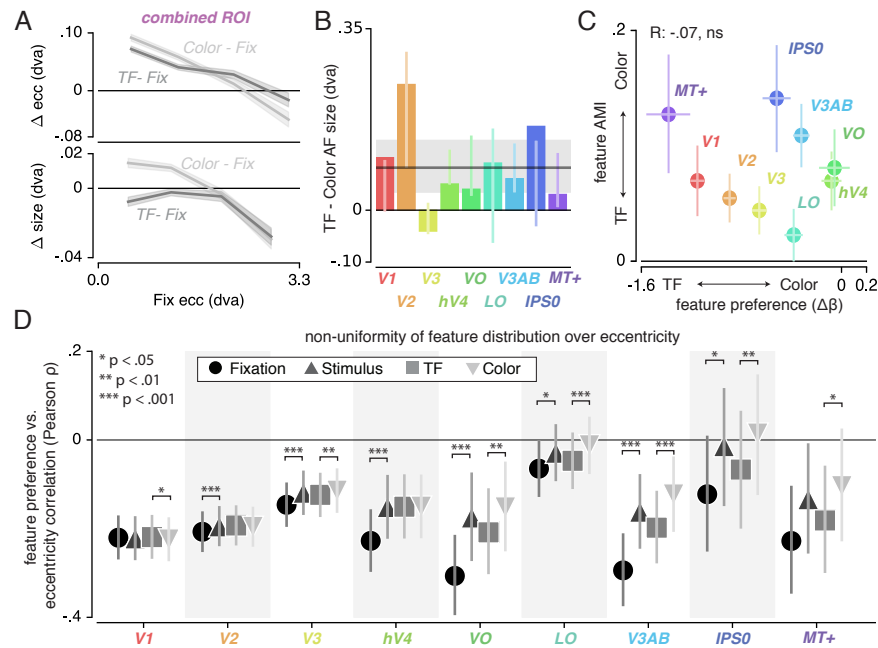 A
combined ROI
.10
Color - Fix
TF- Fix
0
-.08
Δ ecc (dva)
.02
Color - Fix
0
TF- Fix
-.04
Δ size (dva)
0.0
3.3
Fix ecc (dva)
B
.35
TF - Color AF size (dva)
0
-.10
V1
V3
VO
V3AB
MT+
V2
hV4
LO
IPS0
C
.2
R: -.07, ns
IPS0
MT+
V3AB
V1
VO
V2
V3
hV4
LO
Color
feature AMI
TF
0
-1.6
TF
Color
0
0.2
feature preference (Δβ)
D
non-uniformity of feature distribution over eccentricity
.2
* p < .05
** p < .01
*** p < .001
Fixation
Stimulus
TF
Color
feature preference vs.
eccentricity correlation (Pearson ρ)
0
-.4
*
***
***
**
***
***
**
*
***
***
***
*
**
*
V1
V2
V3
hV4
VO
LO
V3AB
IPS0
MT+